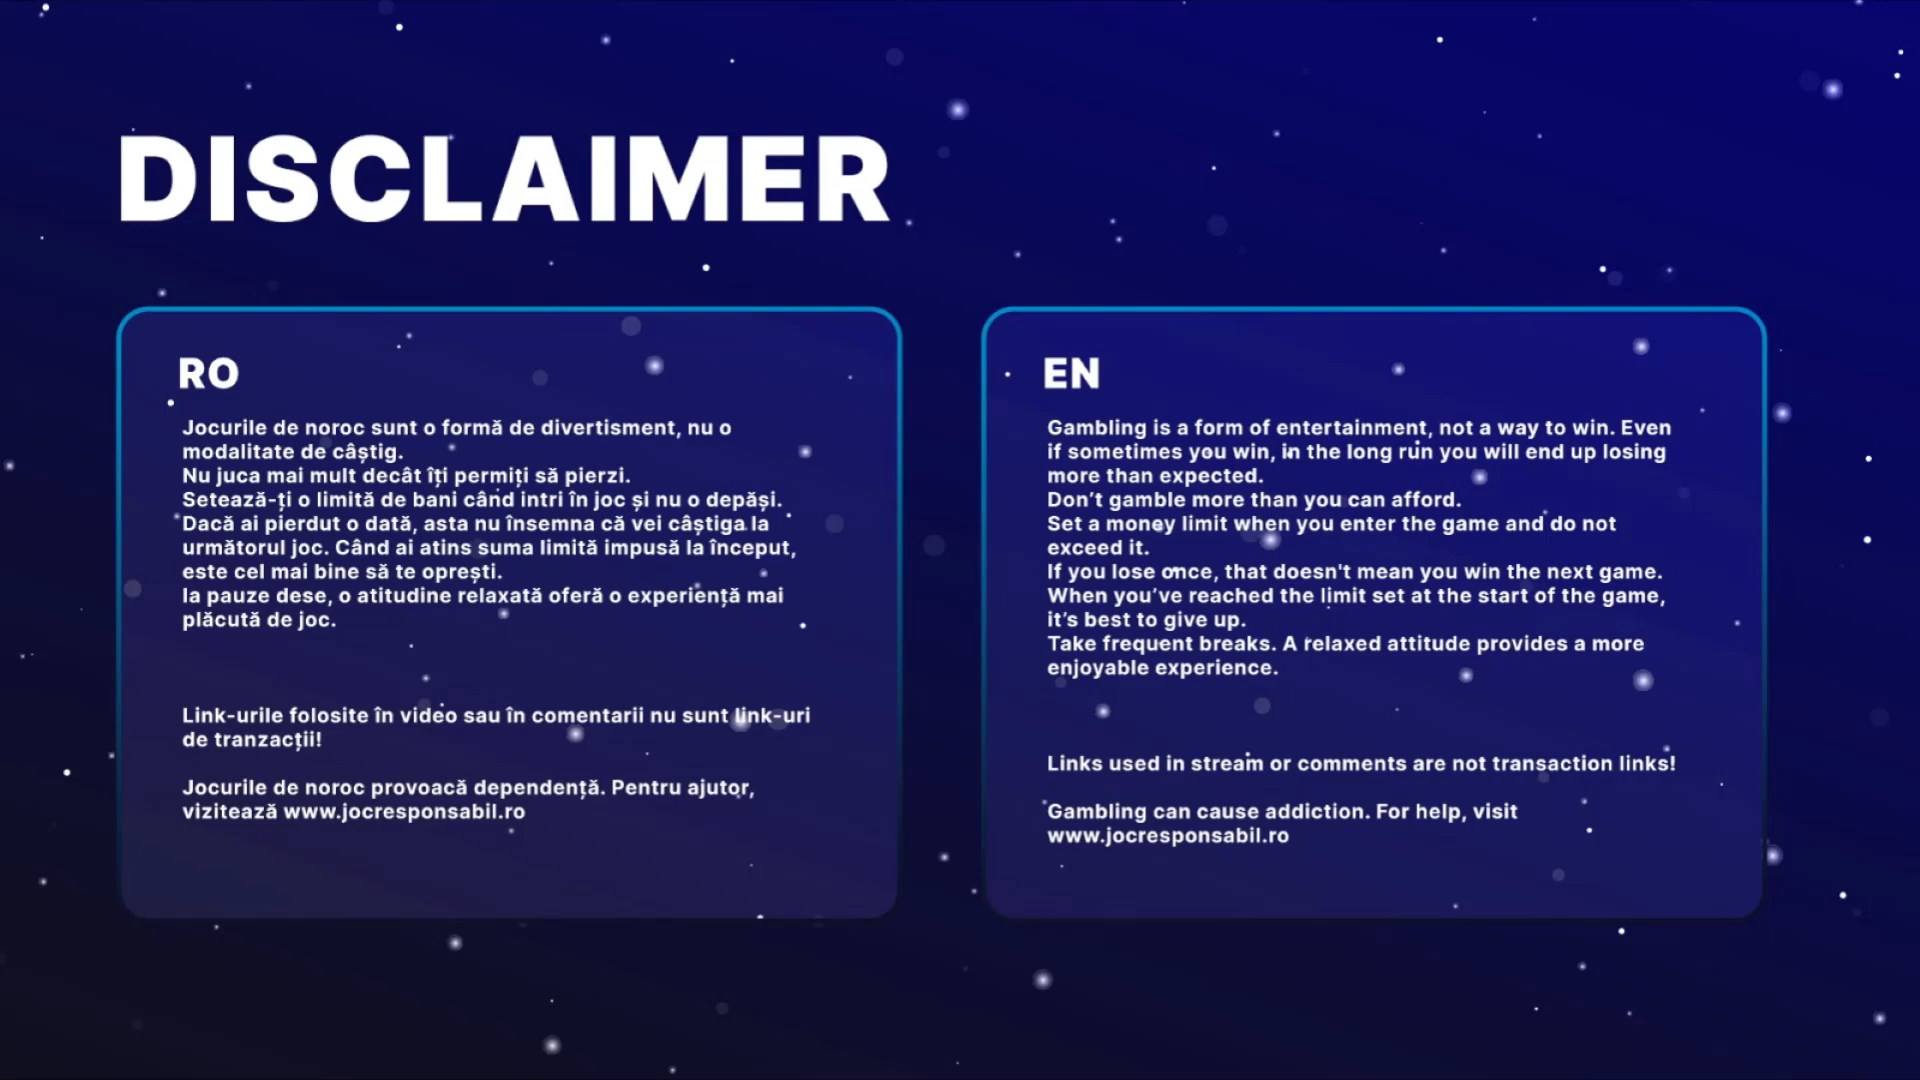 DISCLAIMER
RO
Jocurile de noroc sunt o formă de divertisment, nu o
modalitate de câștig.
Nu juca mai mult decât îți permiți să pierzi.
Setează-ți o limită de bani când intri în joc și nu o depăși.
Dacă ai pierdut o dată, asta nu însemna că vei câștiga la
următorul joc. Când ai atins suma limită impusă la început,
este cel mai bine să te oprești.
Ia pauze dese, o atitudine relaxată oferă o experiență mai
plăcută de joc.
Link-urile folosite în video sau în comentarii nu sunt link-uri
de tranzacții!
Jocurile de noroc provoacă dependență. Pentru ajutor,
vizitează www.jocresponsabil.ro
EN
Gambling is a form of entertainment, not a way to win. Even
if sometimes you win, in the long run you will end up losing
more than expected.
Don’t gamble more than you can afford.
Set a money limit when you enter the game and do not
exceed it.
If you lose once, that doesn't mean you win the next game.
When you’ve reached the limit set at the start of the game,
it’s best to give up.
Take frequent breaks. A relaxed attitude provides a more
enjoyable experience.
Links used in stream or comments are not transaction links!
Gambling can cause addiction. For help, visit
www.jocresponsabil.ro